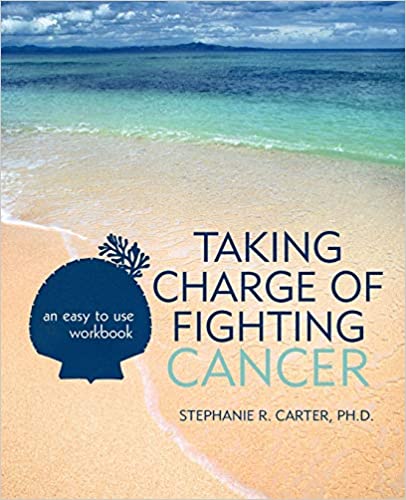 an easy to use
workbook
TAKING
CHARGE OF
FIGHTING
CANCER
STEPHANIE R. CARTER, PH.D.